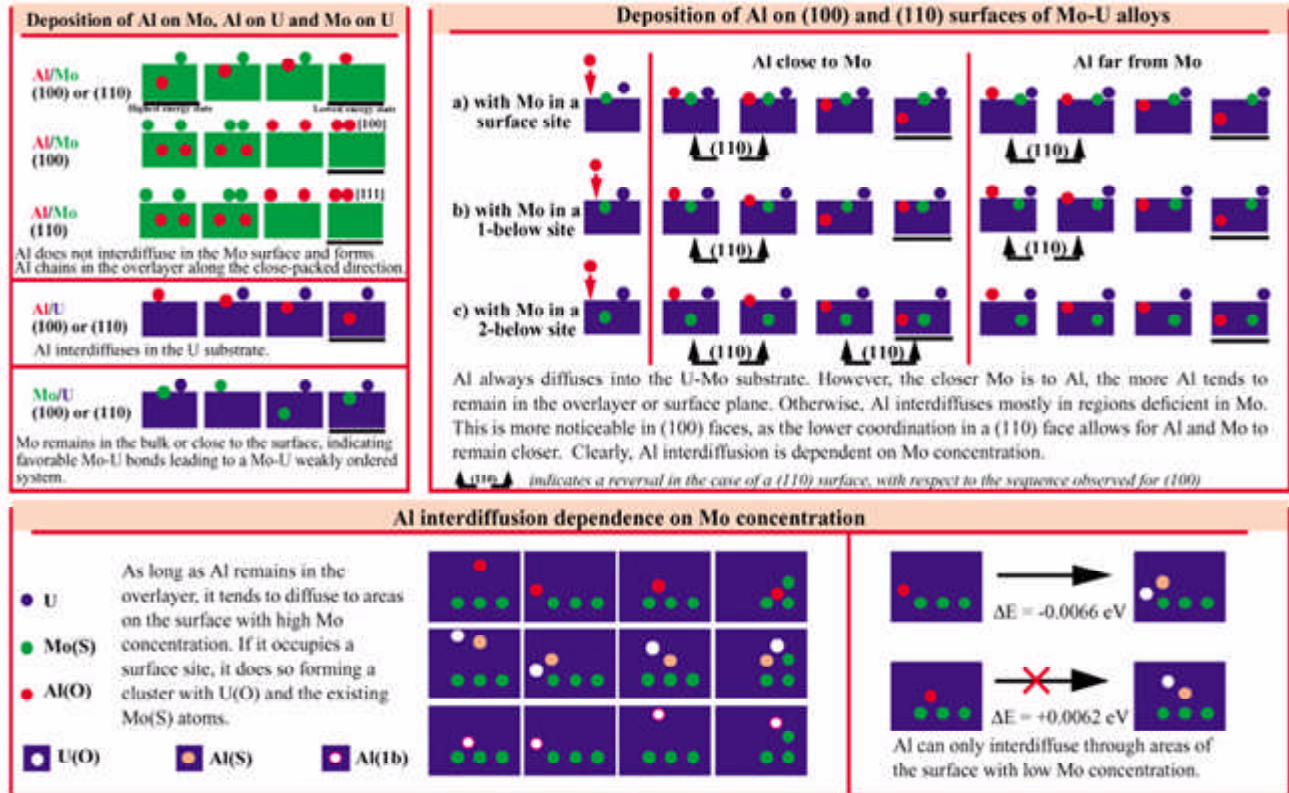 Deposition of Al on Mo, Al on U and Mo on U
Al/Mo
(100) or (110)
Highest energy state
Lowest energy state
Al/Mo
(100)
[100]
Al/Mo
(110)
[111]
Al does not interdiffuse in the Mo surface and forms
Al chains in the overlayer along the close-packed direction.
Al/U
(100) or (110)
Al interdiffuses in the U substrate.
Mo/U
(100) or (110)
Mo remains in the bulk or close to the surface, indicating
favorable Mo-U bonds leading to a Mo-U weakly ordered
system.
Deposition of Al on (100) and (110) surfaces of Mo-U alloys
Al close to Mo
Al far from Mo
a) with Mo in a
surface site
(110)
(110)
b) with Mo in a
1-below site
(110)
(110)
c) with Mo in a
2-below site
(110)
(110)
Al always diffuses into the U-Mo substrate. However, the closer Mo is to Al, the more Al tends to
remain in the overlayer or surface plane. Otherwise, Al interdiffuses mostly in regions deficient in Mo.
This is more noticeable in (100) faces, as the lower coordination in a (110) face allows for Al and Mo to
remain closer. Clearly, Al interdiffusion is dependent on Mo concentration.
(110) indicates a reversal in the case of a (110) surface, with respect to the sequence observed for (100)
Al interdiffusion dependence on Mo concentration
U
Mo(S)
Al(O)
As long as Al remains in the
overlayer, it tends to diffuse to areas
on the surface with high Mo
concentration. If it occupies a
surface site, it does so forming a
cluster with U(O) and the existing
Mo(S) atoms.
U(O)
Al(S)
Al(1b)
ΔE = -0.0066 eV
ΔE = +0.0062 eV
Al can only interdiffuse through areas of
the surface with low Mo concentration.